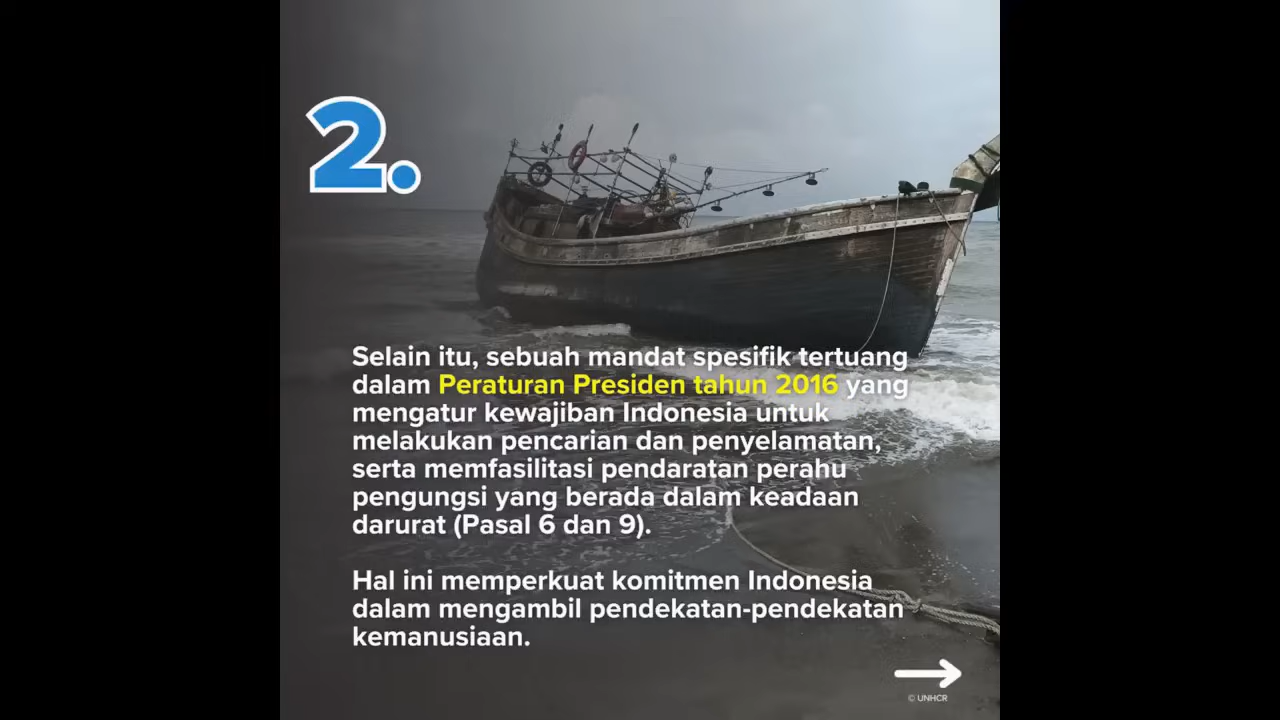 2.
Selain itu, sebuah mandat spesifik tertuang
dalam Peraturan Presiden tahun 2016 yang
mengatur kewajiban Indonesia untuk
melakukan pencarian dan penyelamatan,
serta memfasilitasi pendaratan perahu
pengungsi yang berada dalam keadaan
darurat (Pasal 6 dan 9).
Hal ini memperkuat komitmen Indonesia
dalam mengambil pendekatan-pendekatan
kemanusiaan.
© UNHCR